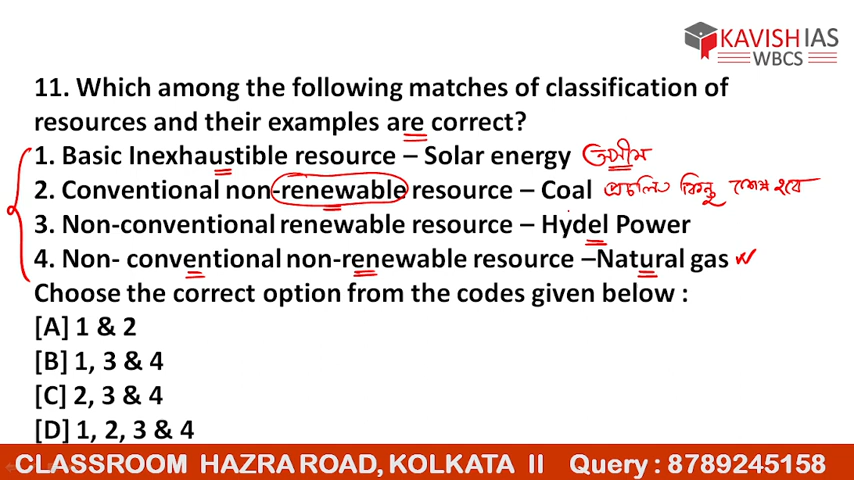 KAVISH IAS
WBCS
11. Which among the following matches of classification of
resources and their examples are correct?
1. Basic Inexhaustible resource – Solar energy অসীম
2. Conventional non-renewable resource – Coal প্রচলিত কিন্তু শেষ হবে
3. Non-conventional renewable resource – Hydel Power
4. Non- conventional non-renewable resource –Natural gas
Choose the correct option from the codes given below :
[A] 1 & 2
[B] 1, 3 & 4
[C] 2, 3 & 4
[D] 1, 2, 3 & 4
CLASSROOM HAZRA ROAD, KOLKATA II Query : 8789245158